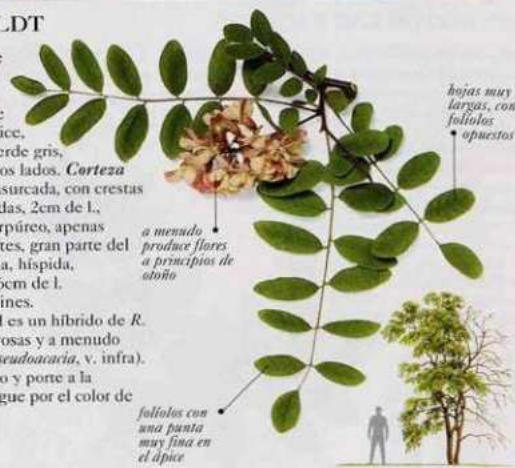 LDT
ice,
erde gris,
os lados. Corteza
asurcada, con crestas
das, 2cm de l.,
rpúreo, apenas
tes, gran parte del
a, híspida,
cm de l.
ines.
l es un híbrido de R.
rosas y a menudo
seudoacacia, v. infra).
o y porte a la
gue por el color de
a menudo
produce flores
a principios de
otoño
hojas muy
largas, con
folíolos
opuestos
folíolos con
una punta
muy fina en
el ápice